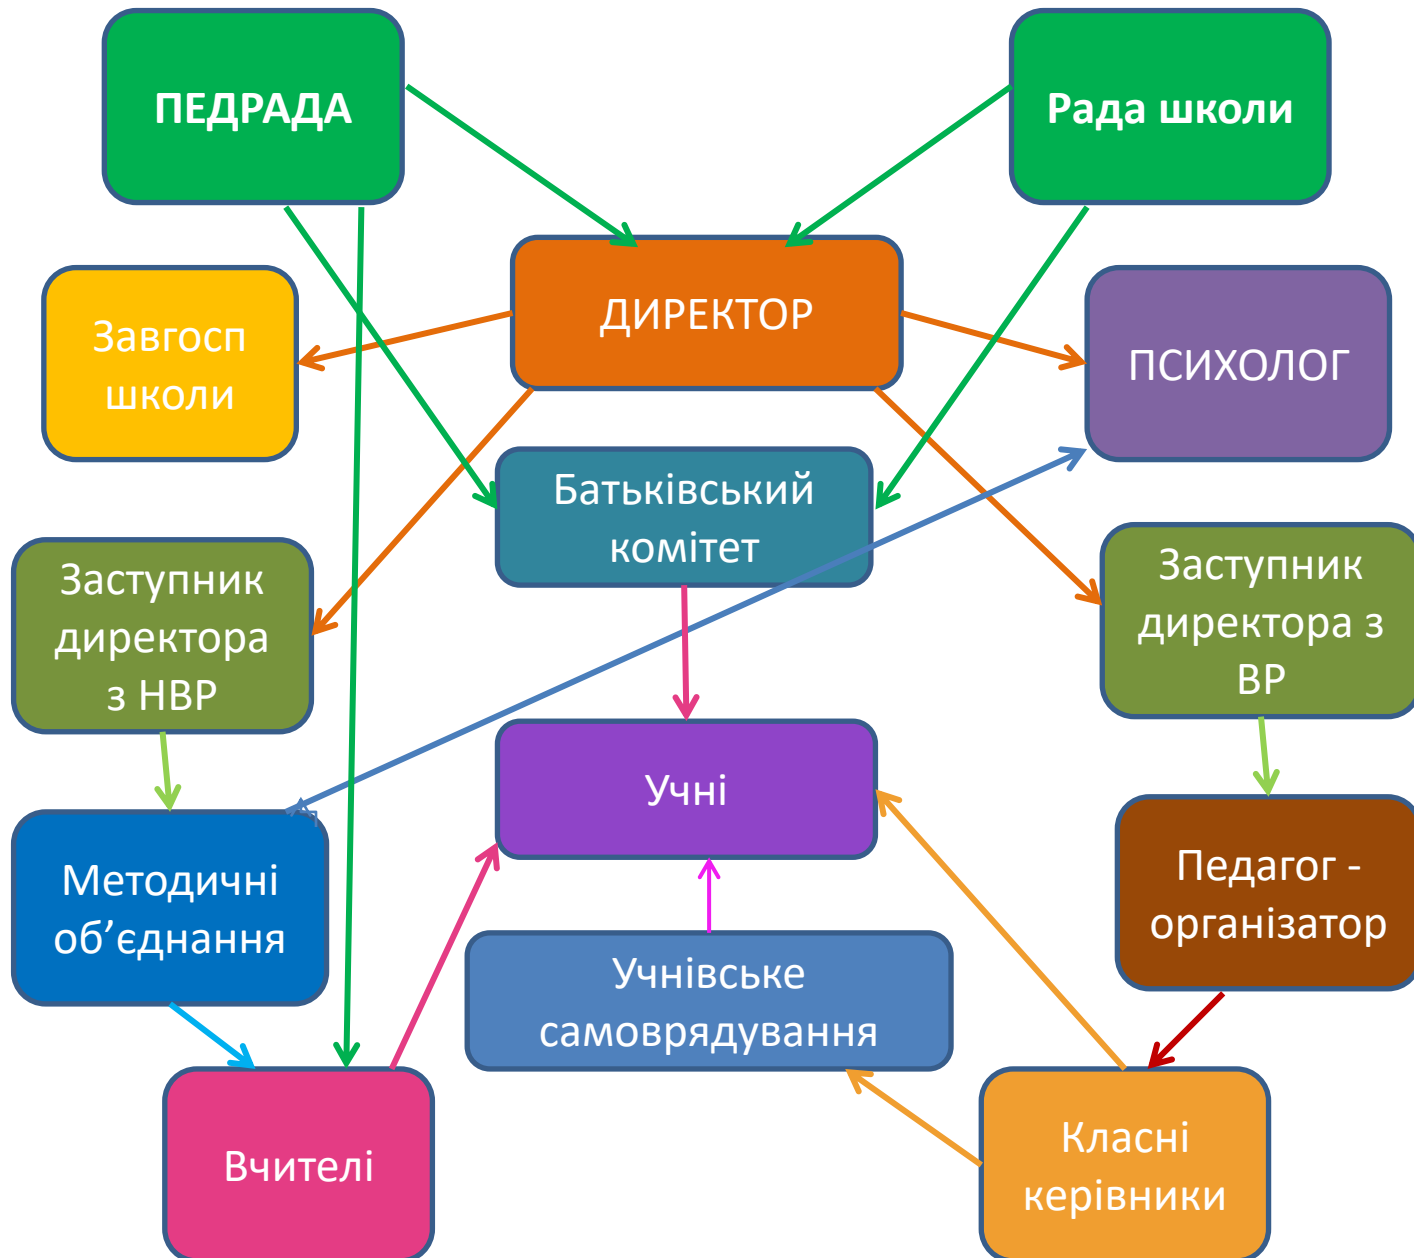 ПЕДРАДА
Рада школи
ДИРЕКТОР
Завгосп
школи
ПСИХОЛОГ
Батьківський
комітет
Заступник
директора
з НВР
Заступник
директора з
ВР
Учні
Методичні
об’єднання
Педагог -
організатор
Учнівське
самоврядування
Вчителі
Класні
керівники